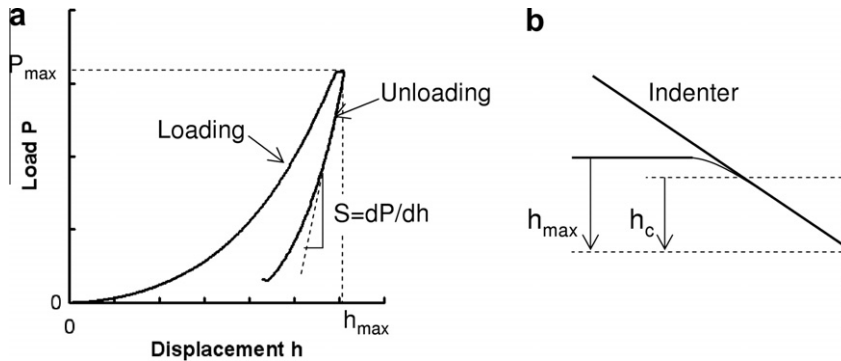 a
P_max
Load P
Loading
Unloading
S=dP/dh
0
0
h_max
Displacement h
b
Indenter
h_max
h_c